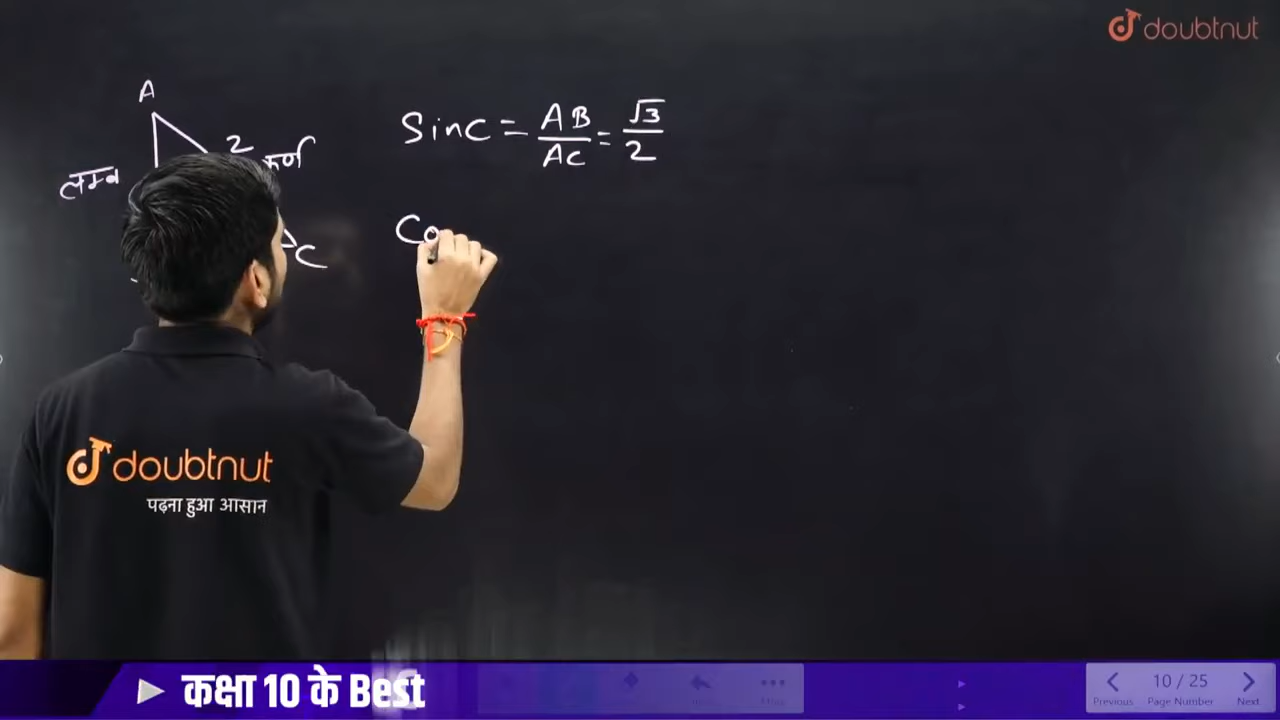 doubtnut
A
Sinc = AB/AC = √3/2
2
कर्ण
लम्ब
Co
C
doubtnut
पढ़ना हुआ आसान
कक्षा 10 के Best
10 / 25
Previous Page Number Next